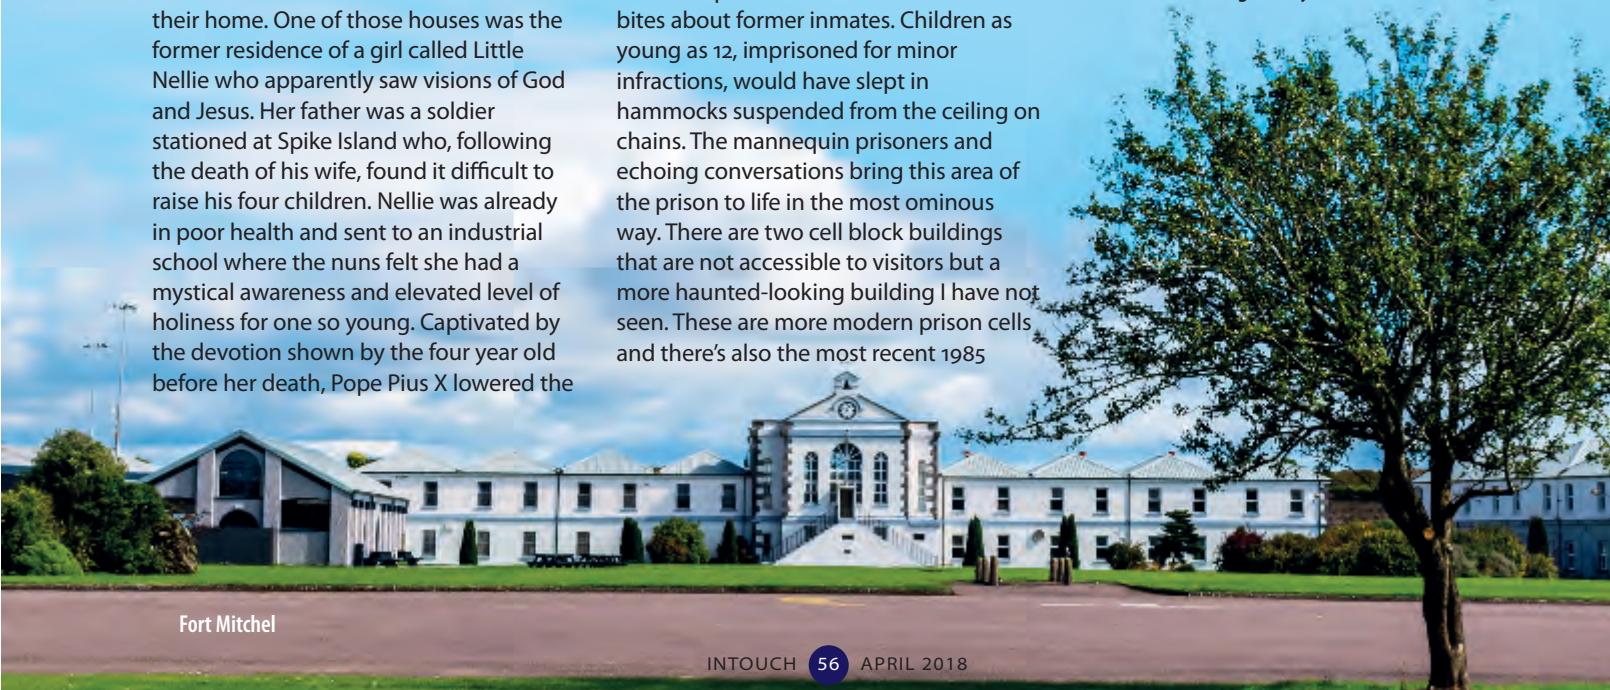 their home. One of those houses was the
former residence of a girl called Little
Nellie who apparently saw visions of God
and Jesus. Her father was a soldier
stationed at Spike Island who, following
the death of his wife, found it difficult to
raise his four children. Nellie was already
in poor health and sent to an industrial
school where the nuns felt she had a
mystical awareness and elevated level of
holiness for one so young. Captivated by
the devotion shown by the four year old
before her death, Pope Pius X lowered the
bites about former inmates. Children as
young as 12, imprisoned for minor
infractions, would have slept in
hammocks suspended from the ceiling on
chains. The mannequin prisoners and
echoing conversations bring this area of
the prison to life in the most ominous
way. There are two cell block buildings
that are not accessible to visitors but a
more haunted-looking building I have not
seen. These are more modern prison cells
and there’s also the most recent 1985
Fort Mitchel
INTOUCH 56 APRIL 2018